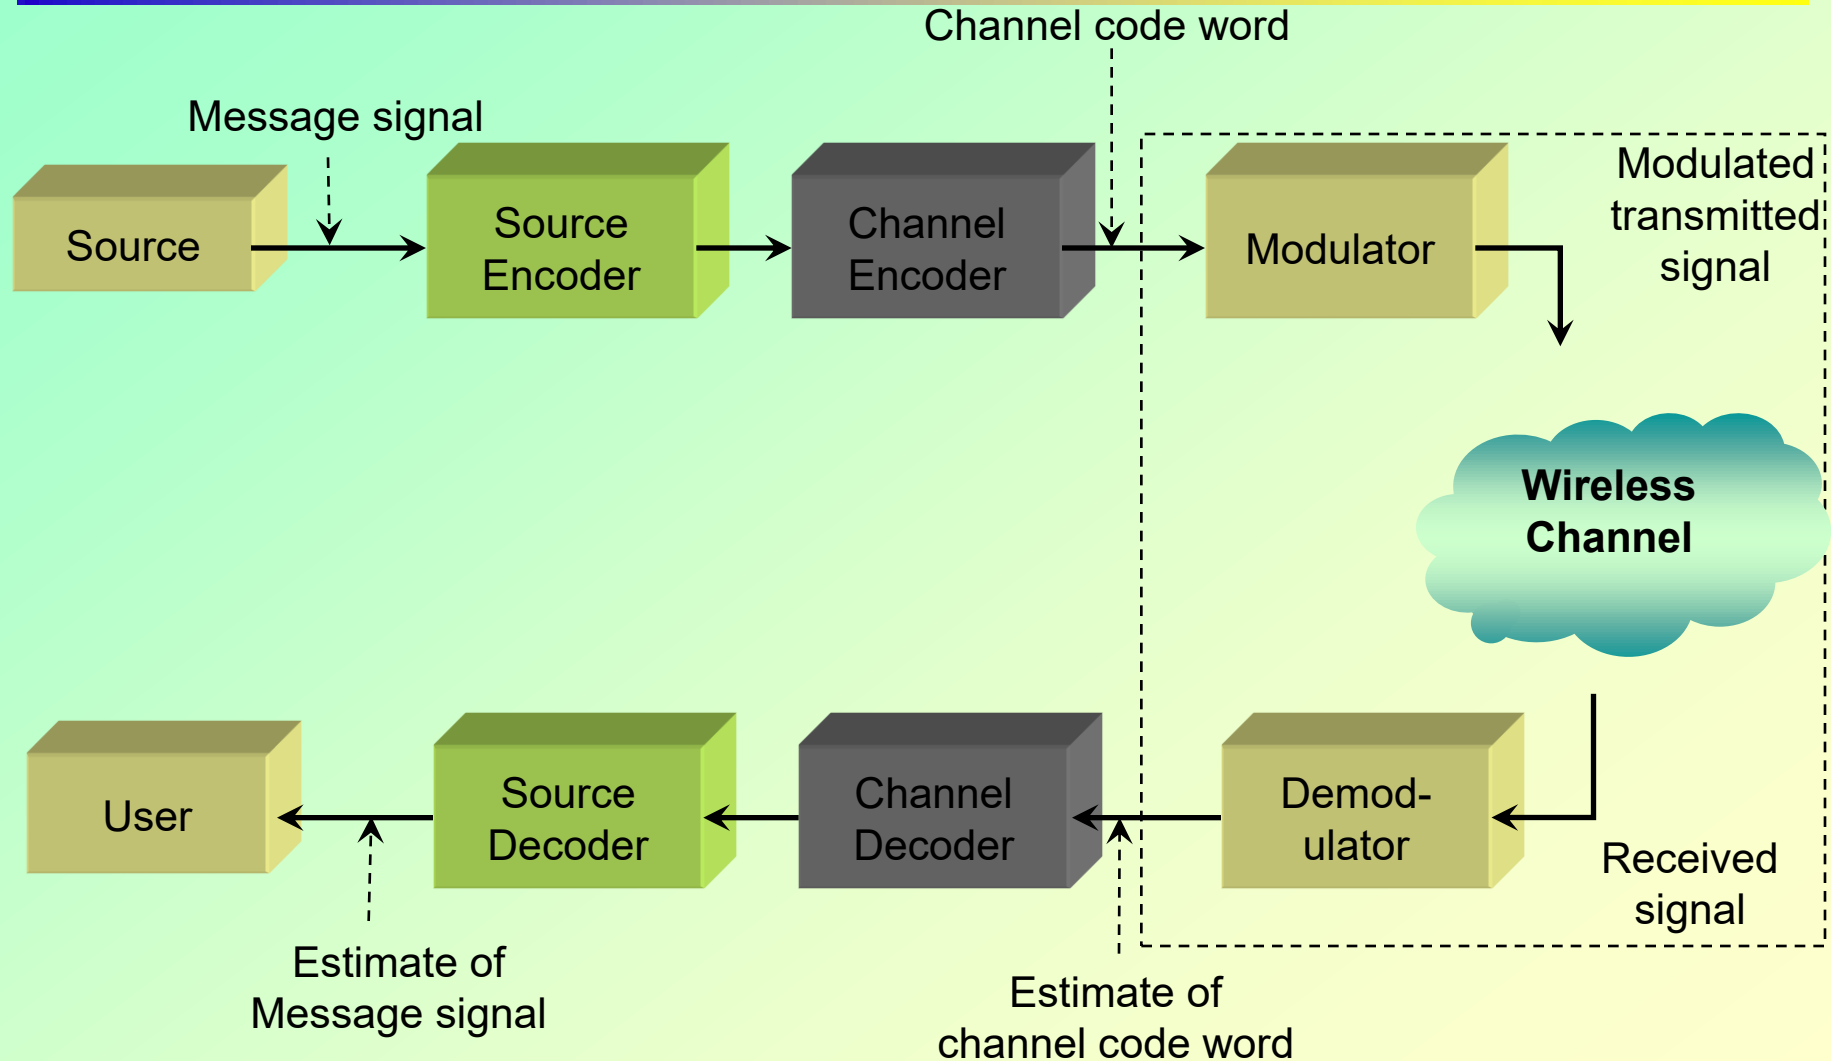 Channel code word
Message signal
Source
Source
Encoder
Channel
Encoder
Modulator
Modulated
transmitted
signal
Wireless
Channel
User
Source
Decoder
Channel
Decoder
Demod-
ulator
Received
signal
Estimate of
Message signal
Estimate of
channel code word